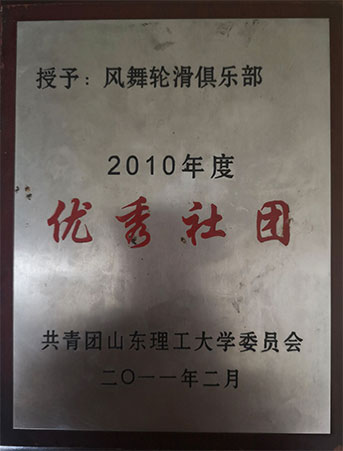 授予：风舞轮滑俱乐部
2010年度
优秀社团
共青团山东理工大学委员会
二〇一一年二月